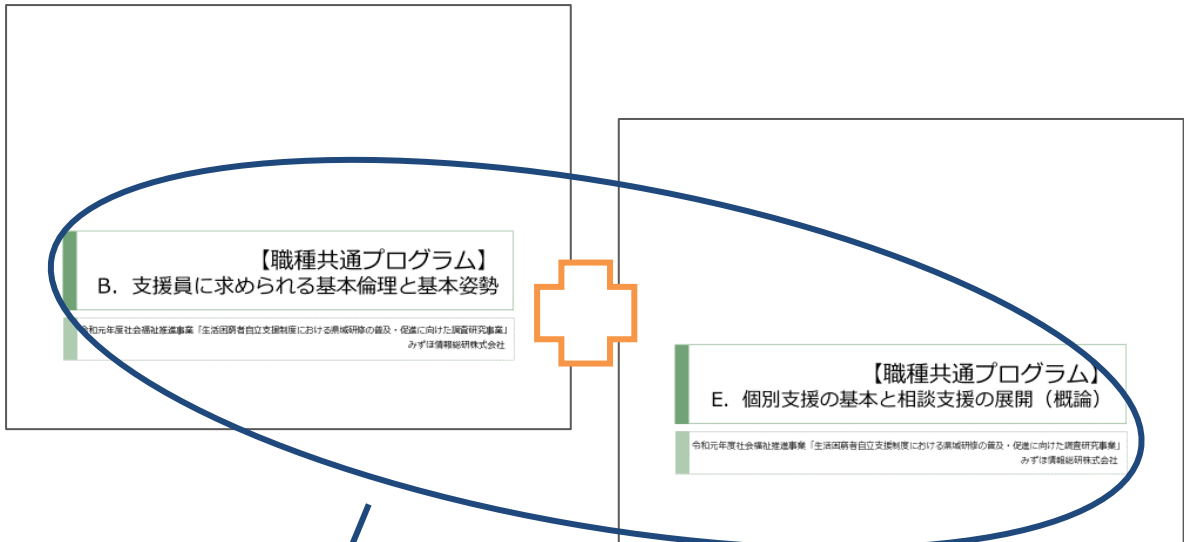 【職種共通プログラム】
B. 支援員に求められる基本倫理と基本姿勢
令和元年度社会福祉推進事業「生活困窮者自立支援制度における県域研修の普及・促進に向けた調査研究事業」
みずほ情報総研株式会社
【職種共通プログラム】
E. 個別支援の基本と相談支援の展開（概論）
令和元年度社会福祉推進事業「生活困窮者自立支援制度における県域研修の普及・促進に向けた調査研究事業」
みずほ情報総研株式会社